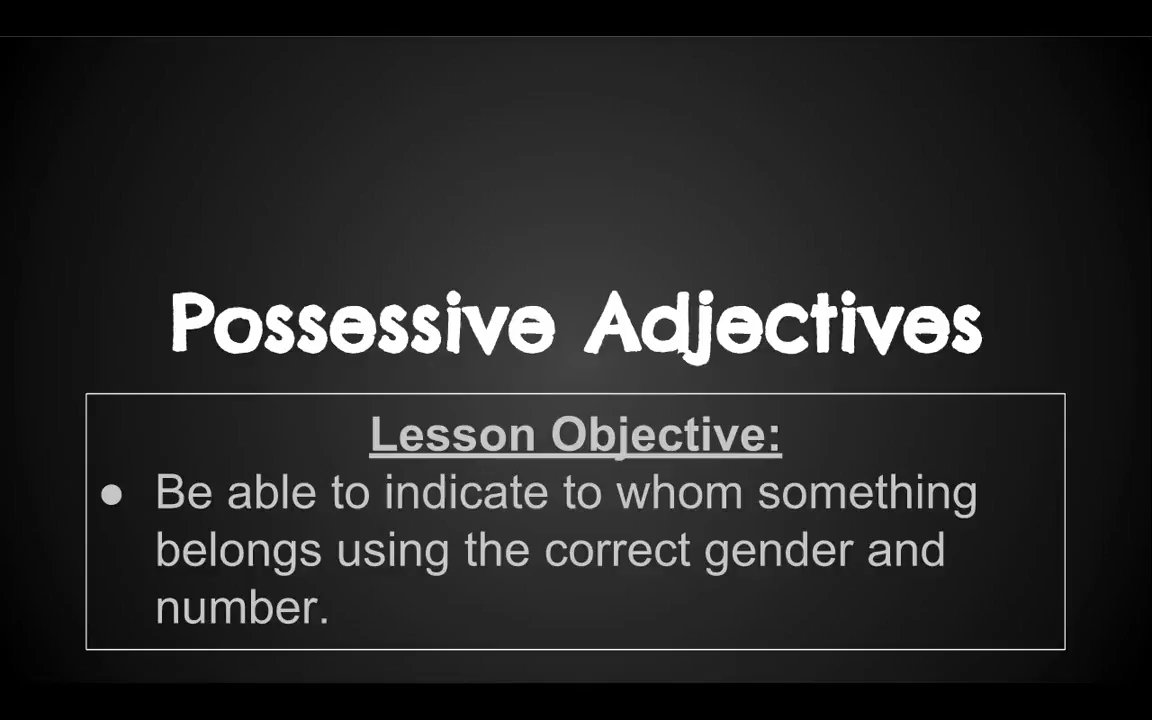 Possessive Adjectives
Lesson Objective:
● Be able to indicate to whom something
belongs using the correct gender and
number.